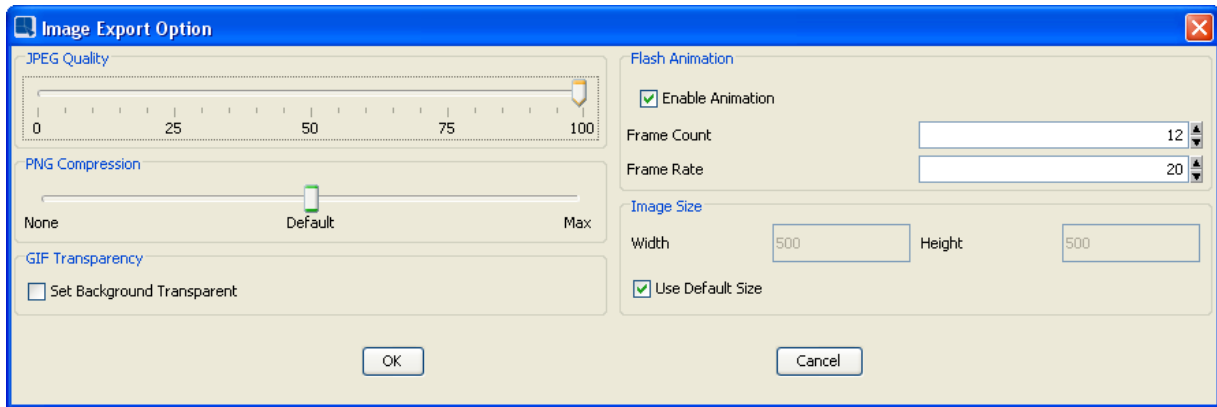 Image Export Option
JPEG Quality
0 25 50 75 100
PNG Compression
None Default Max
GIF Transparency
Set Background Transparent
Flash Animation
Enable Animation
Frame Count 12
Frame Rate 20
Image Size
Width 500 Height 500
Use Default Size
OK Cancel